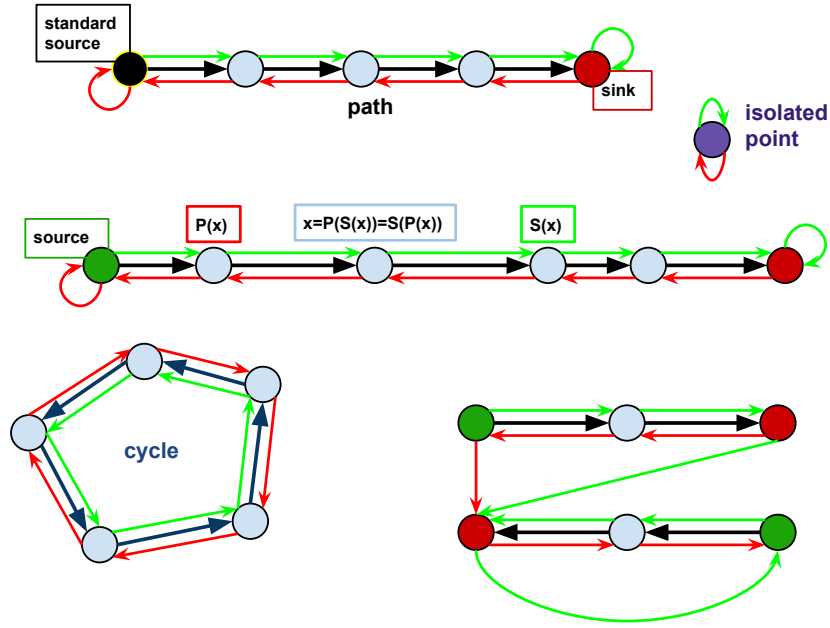 standard
source
path
sink
isolated
point
source
P(x)
x=P(S(x))=S(P(x))
S(x)
cycle